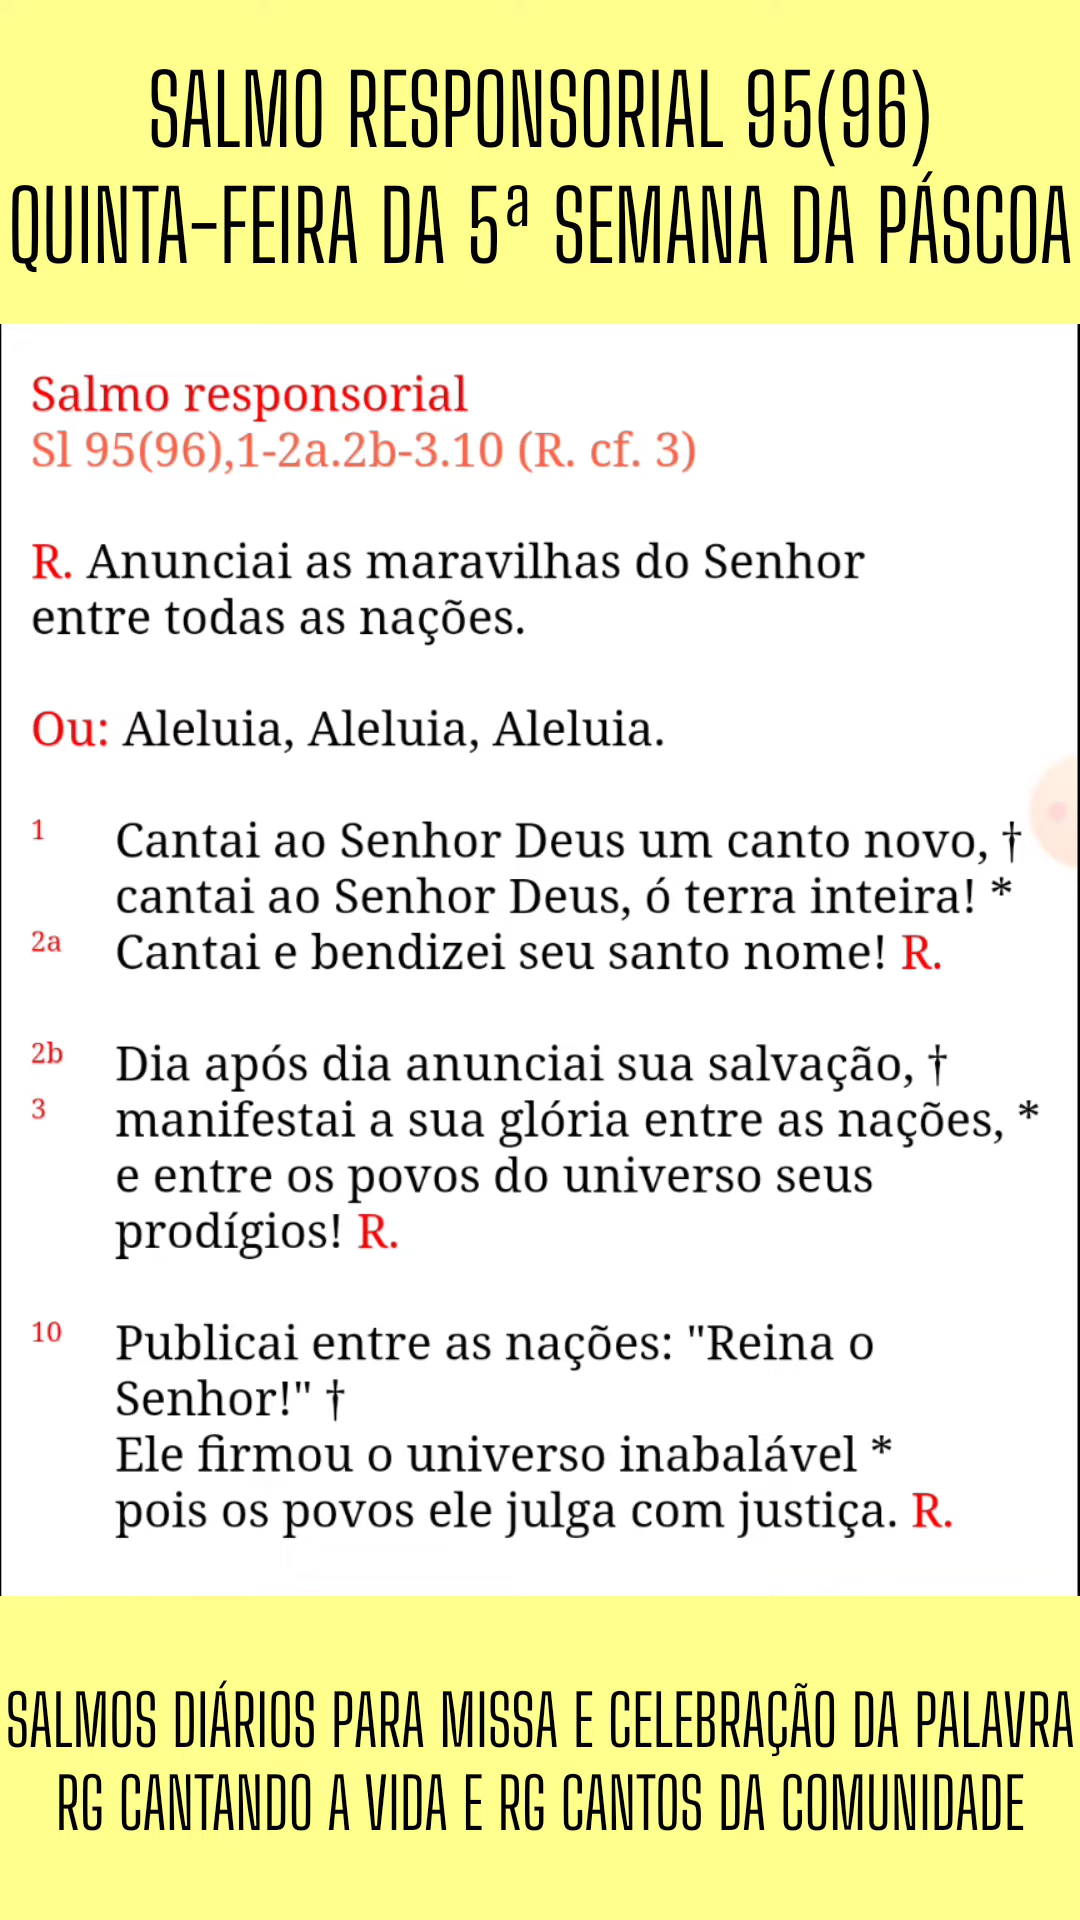 SALMO RESPONSORIAL 95(96)
QUINTA-FEIRA DA 5ª SEMANA DA PÁSCOA
Salmo responsorial
Sl 95(96),1-2a.2b-3.10 (R. cf. 3)
R. Anunciai as maravilhas do Senhor
entre todas as nações.
Ou: Aleluia, Aleluia, Aleluia.
1 Cantai ao Senhor Deus um canto novo, †
cantai ao Senhor Deus, ó terra inteira! *
2a Cantai e bendizei seu santo nome! R.
2b Dia após dia anunciai sua salvação, †
3 manifestai a sua glória entre as nações, *
e entre os povos do universo seus
prodígios! R.
10 Publicai entre as nações: "Reina o
Senhor!" †
Ele firmou o universo inabalável *
pois os povos ele julga com justiça. R.
SALMOS DIÁRIOS PARA MISSA E CELEBRAÇÃO DA PALAVRA
RG CANTANDO A VIDA E RG CANTOS DA COMUNIDADE